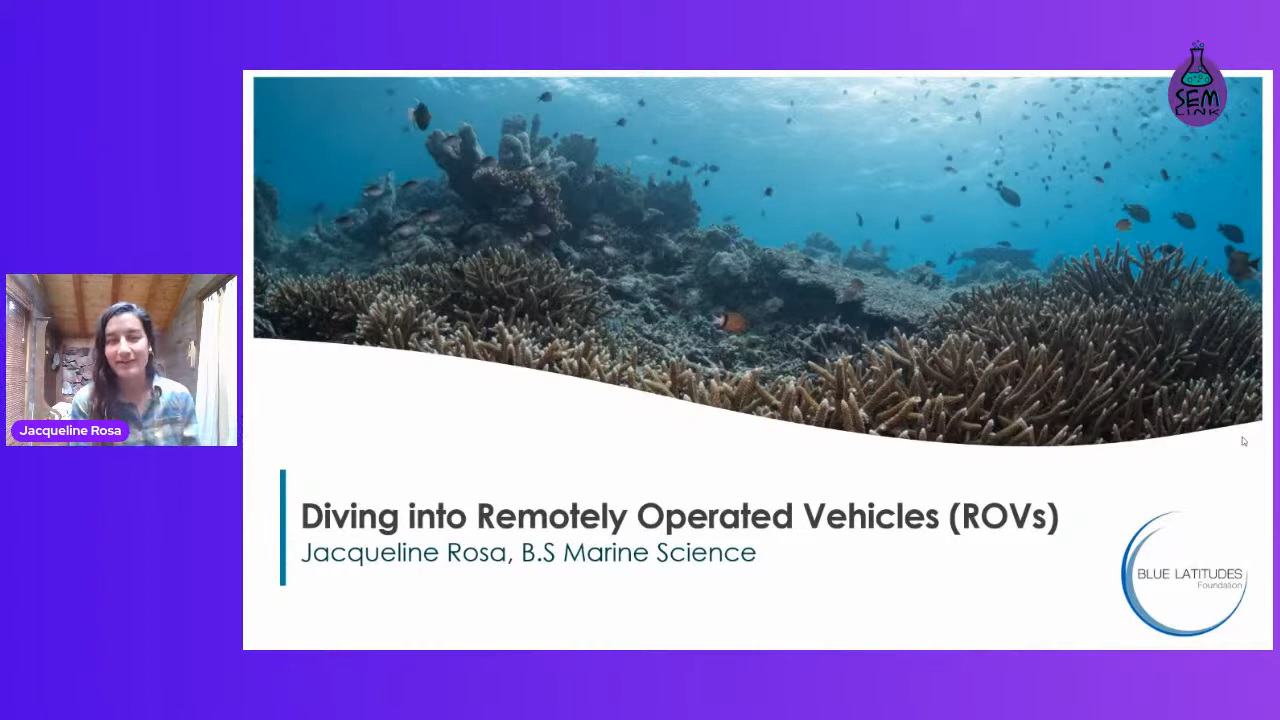 SEM
LINK
Jacqueline Rosa
Diving into Remotely Operated Vehicles (ROVs)
Jacqueline Rosa, B.S Marine Science
BLUE LATITUDES
Foundation